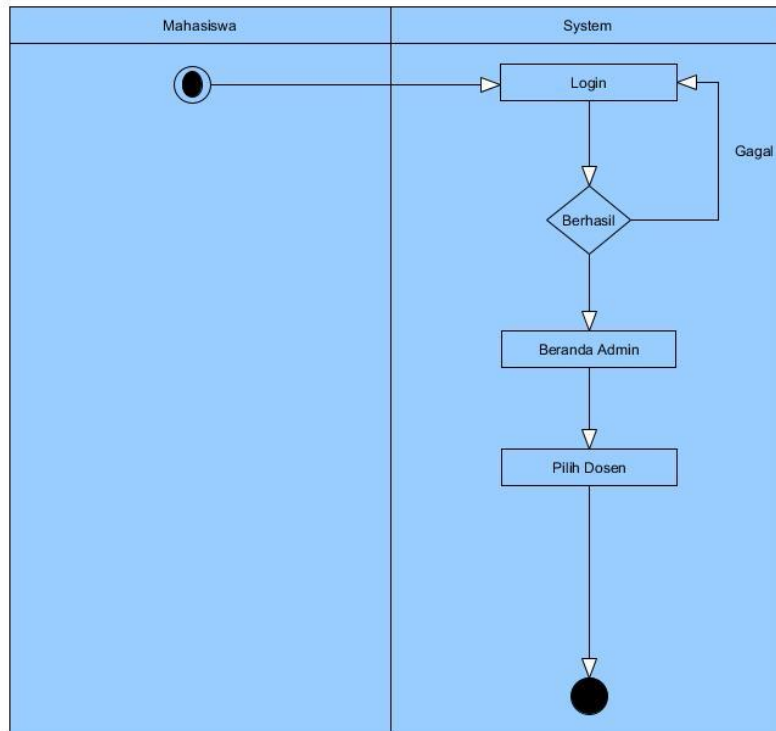 Mahasiswa
System
Login
Gagal
Berhasil
Beranda Admin
Pilih Dosen